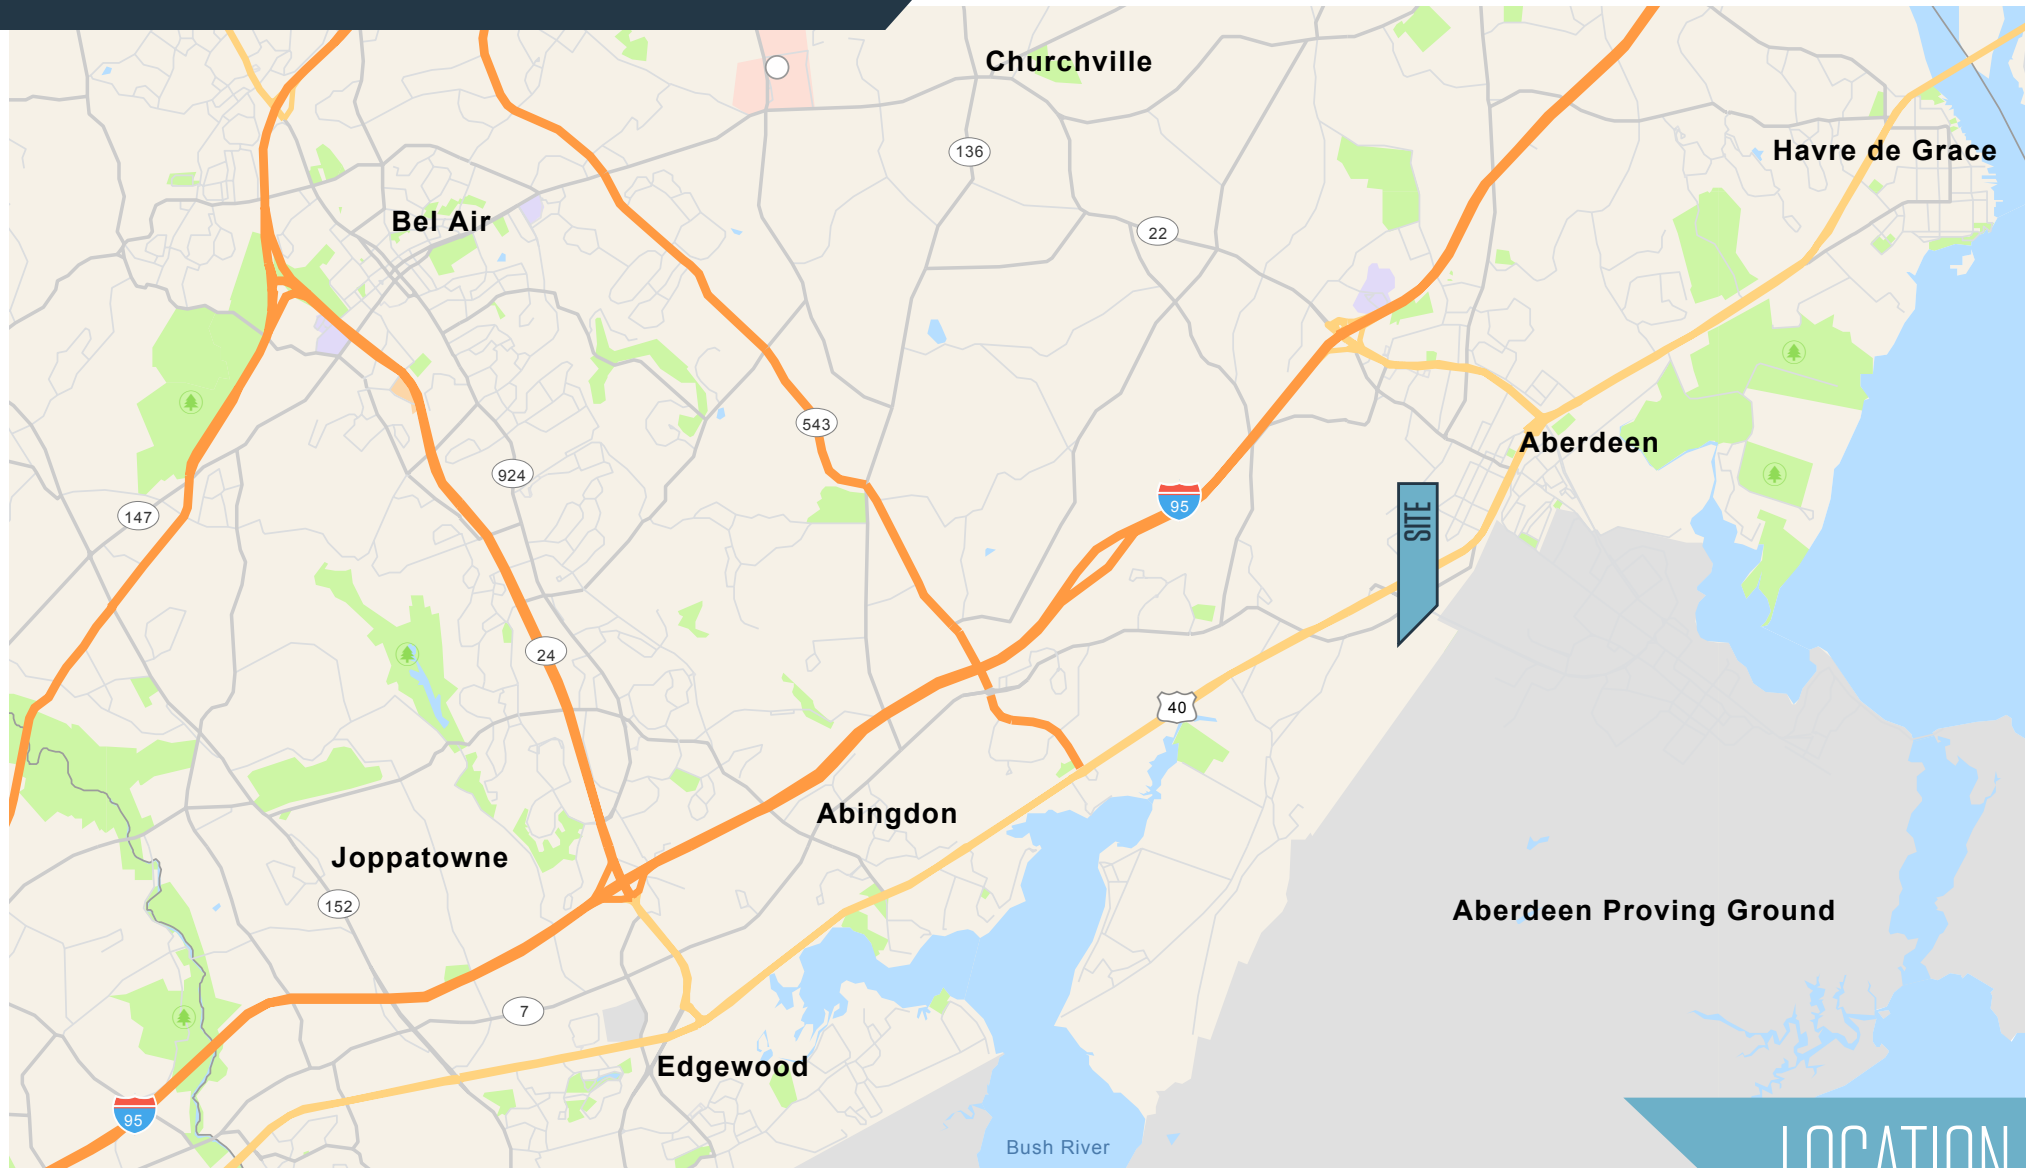 Churchville
136
Havre de Grace
Bel Air
22
543
Aberdeen
924
95
SITE
147
24
40
Abingdon
Joppatowne
152
Aberdeen Proving Ground
7
Edgewood
95
Bush River
LOCATION